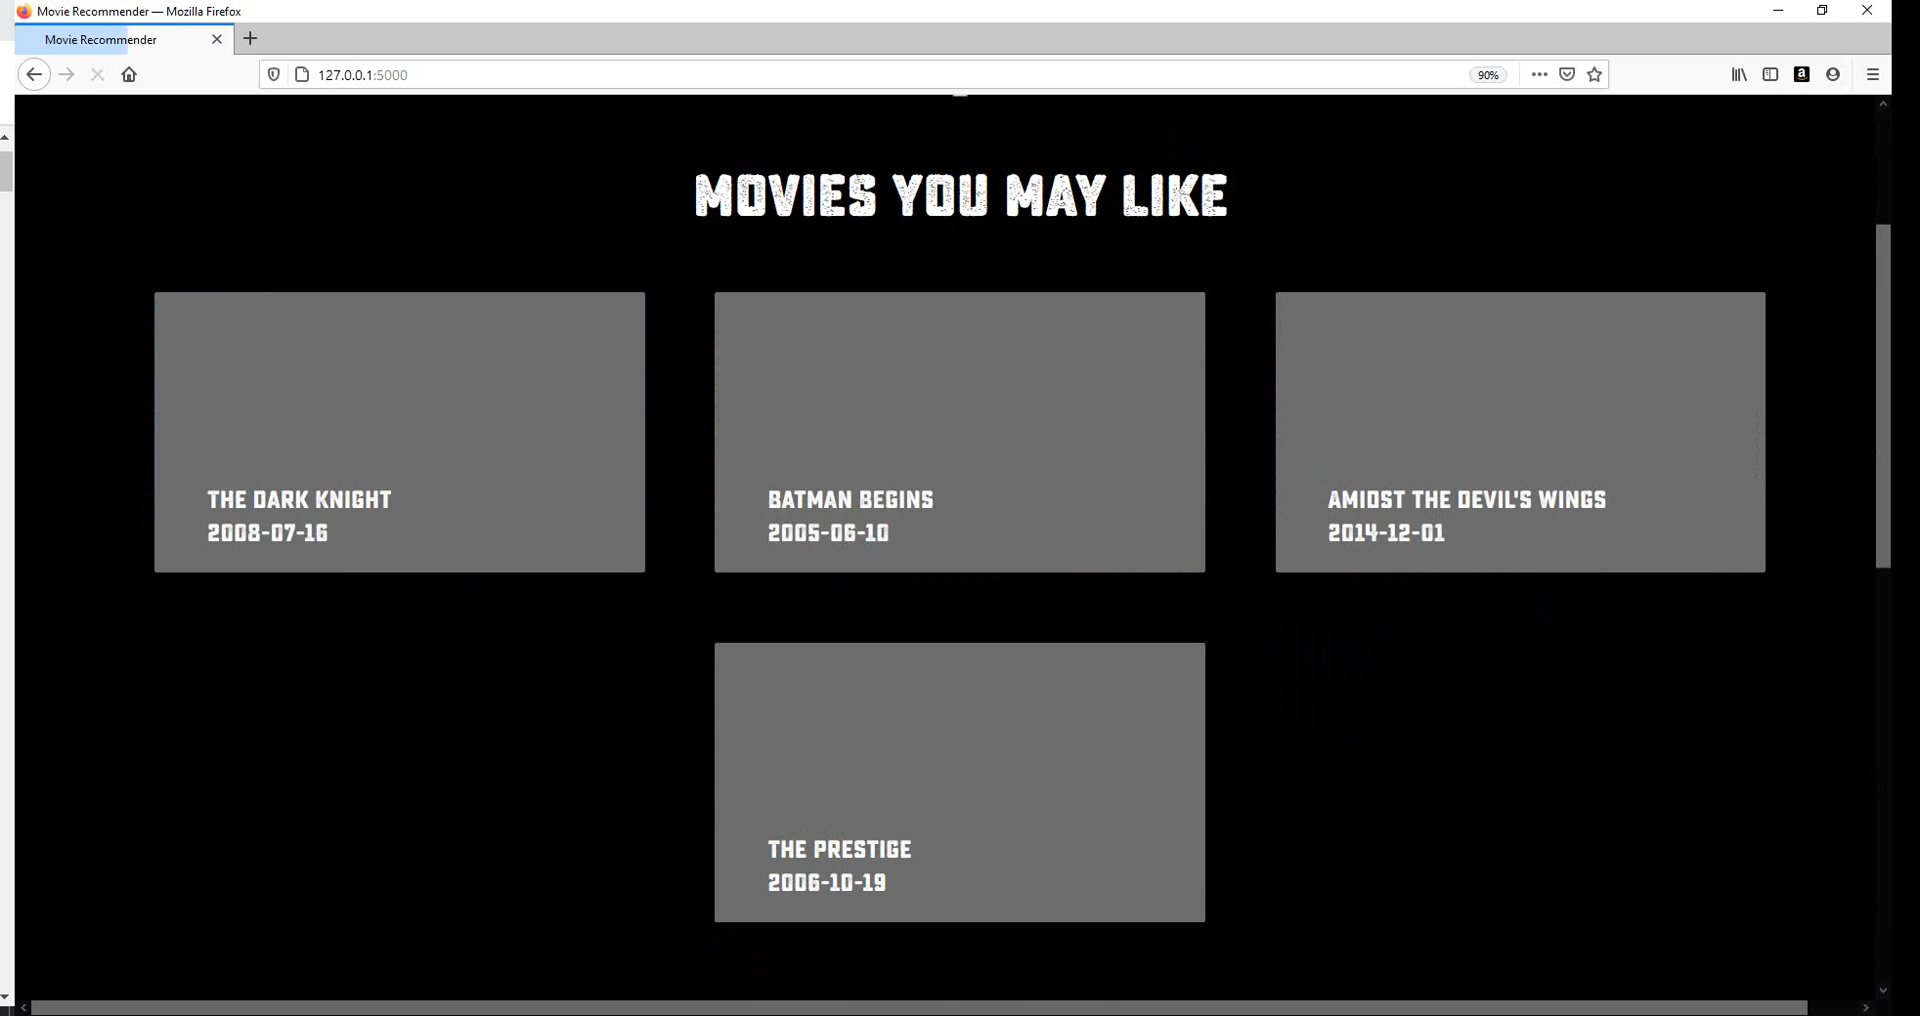 Movie Recommender — Mozilla Firefox
Movie Recommender
127.0.0.1:5000
90%
MOVIES YOU MAY LIKE
THE DARK KNIGHT
2008-07-16
BATMAN BEGINS
2005-06-10
AMIDST THE DEVIL'S WINGS
2014-12-01
THE PRESTIGE
2006-10-19